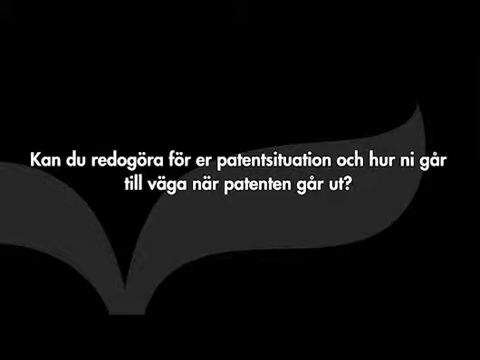 Kan du redogöra för er patentsituation och hur ni går
till väga när patenten går ut?